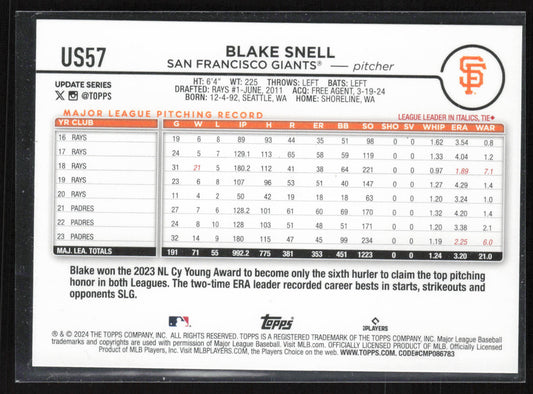 US57
BLAKE SNELL
SAN FRANCISCO GIANTS® — pitcher
SF
UPDATE SERIES
@TOPPS
HT: 6'4" WT: 225 THROWS: LEFT BATS: LEFT
DRAFTED: RAYS #1-JUNE, 2011 ACQ: FREE AGENT, 3-19-24
BORN: 12-4-92, SEATTLE, WA HOME: SHORELINE, WA
MAJOR LEAGUE PITCHING RECORD
LEAGUE LEADER IN ITALICS, TIE♦
YR CLUB G W L IP H R ER BB SO SHO SV WHIP ERA WAR
16 RAYS 19 6 8 89 93 44 35 51 98 0 0 1.62 3.54 0.8
17 RAYS 24 5 7 129.1 113 65 58 59 119 0 0 1.33 4.04 1.2
18 RAYS 31 21 5 180.2 112 41 38 64 221 0 0 0.97 1.89 7.1
19 RAYS 23 6 8 107 96 53 51 40 147 0 0 1.27 4.29 1.4
20 RAYS 11 4 2 50 42 19 18 18 63 0 0 1.20 3.24 1.0
21 PADRES 27 7 6 128.2 101 62 60 69 170 0 0 1.32 4.20 1.4
22 PADRES 24 8 10 128 103 51 48 51 171 0 0 1.20 3.38 2.1
23 PADRES 32 14 9 180 115 47 45 99 234 0 0 1.19 2.25 6.0
MAJ. LEA. TOTALS 191 71 55 992.2 775 381 353 451 1223 0 0 1.24 3.20 21.0
Blake won the 2023 NL Cy Young Award to become only the sixth hurler to claim the top pitching
honor in both Leagues. The two-time ERA leader recorded career bests in starts, strikeouts and
opponents SLG.
Topps
PLAYERS
® & © 2024 THE TOPPS COMPANY, INC. ALL RIGHTS RESERVED. TOPPS IS A REGISTERED TRADEMARK OF THE TOPPS COMPANY, INC. Major League Baseball
trademarks and copyrights are used with permission of Major League Baseball. Visit MLB.com. OFFICIALLY LICENSED PRODUCT OF MLB PLAYERS, INC. Officially Licensed
Product of MLB Players, Inc. Visit MLBPLAYERS.com, the Players Choice on the web. WWW.TOPPS.COM. CODE#CMP086783